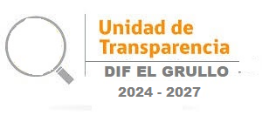 Unidad de
Transparencia
DIF EL GRULLO
2024 - 2027